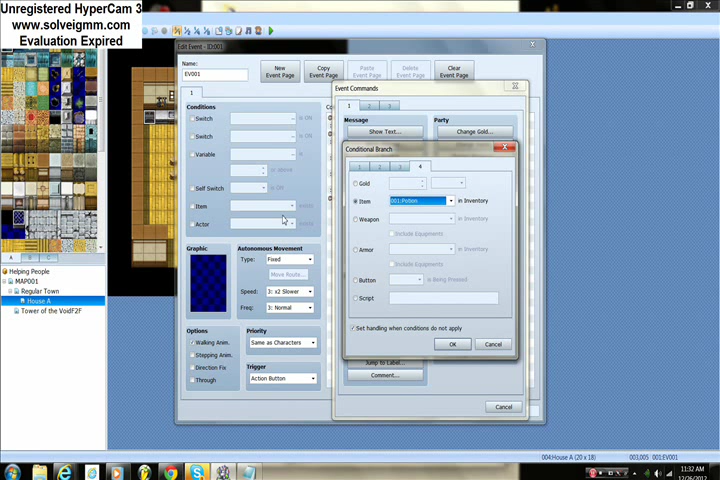 Unregistered HyperCam 3
www.solveigmm.com
Evaluation Expired
Edit Event - ID:001
Name:
EV001
New Event Page
Copy Event Page
Paste Event Page
Delete Event Page
Clear Event Page
1
Conditions
Switch
... is ON
Switch
... is ON
Variable
... is
or above
Self Switch
is ON
Item
exists
Actor
exists
Graphic
Autonomous Movement
Type: Fixed
Move Route...
Speed: 3: x2 Slower
Freq: 3: Normal
Options
Walking Anim.
Stepping Anim.
Direction Fix
Through
Priority
Same as Characters
Trigger
Action Button
Event Commands
1 2 3
Message
Show Text...
Party
Change Gold...
Conditional Branch
1 2 3 4
Gold
Item 001:Potion in Inventory
Weapon in Inventory
Include Equipments
Armor in Inventory
Include Equipments
Button is Being Pressed
Script
Set handling when conditions do not apply
OK Cancel
Jump to Label...
Comment...
Cancel
A B C
Helping People
MAP001
Regular Town
House A
Tower of the VoidF2F
004:House A (20 x 18)
003,005
001:EV001
11:32 AM
12/26/2012